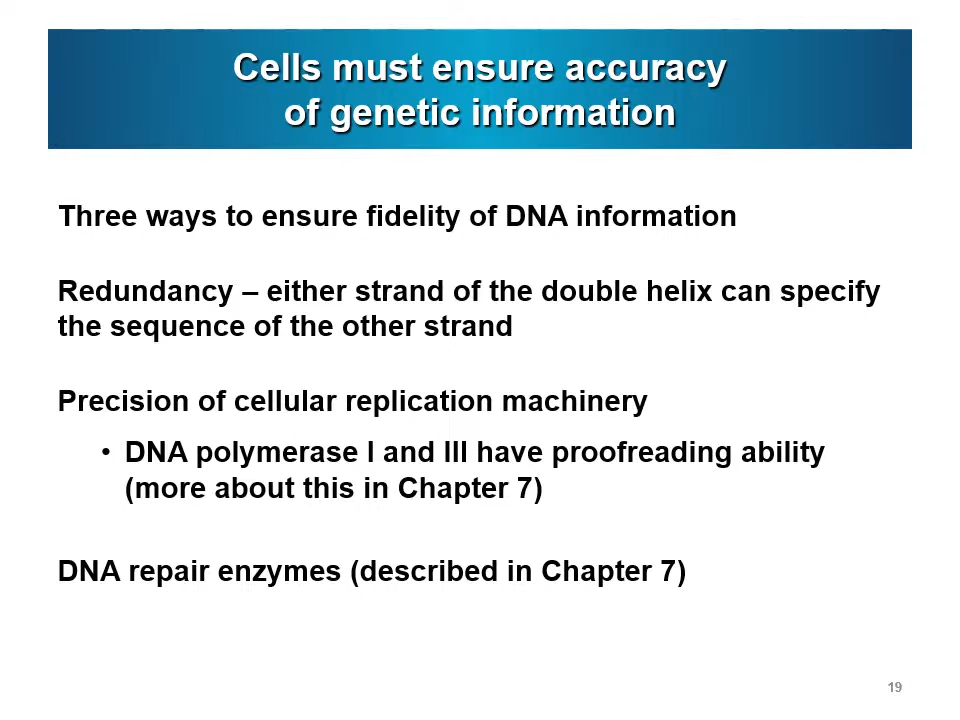 Cells must ensure accuracy
of genetic information
Three ways to ensure fidelity of DNA information
Redundancy – either strand of the double helix can specify
the sequence of the other strand
Precision of cellular replication machinery
• DNA polymerase I and III have proofreading ability
(more about this in Chapter 7)
DNA repair enzymes (described in Chapter 7)
19